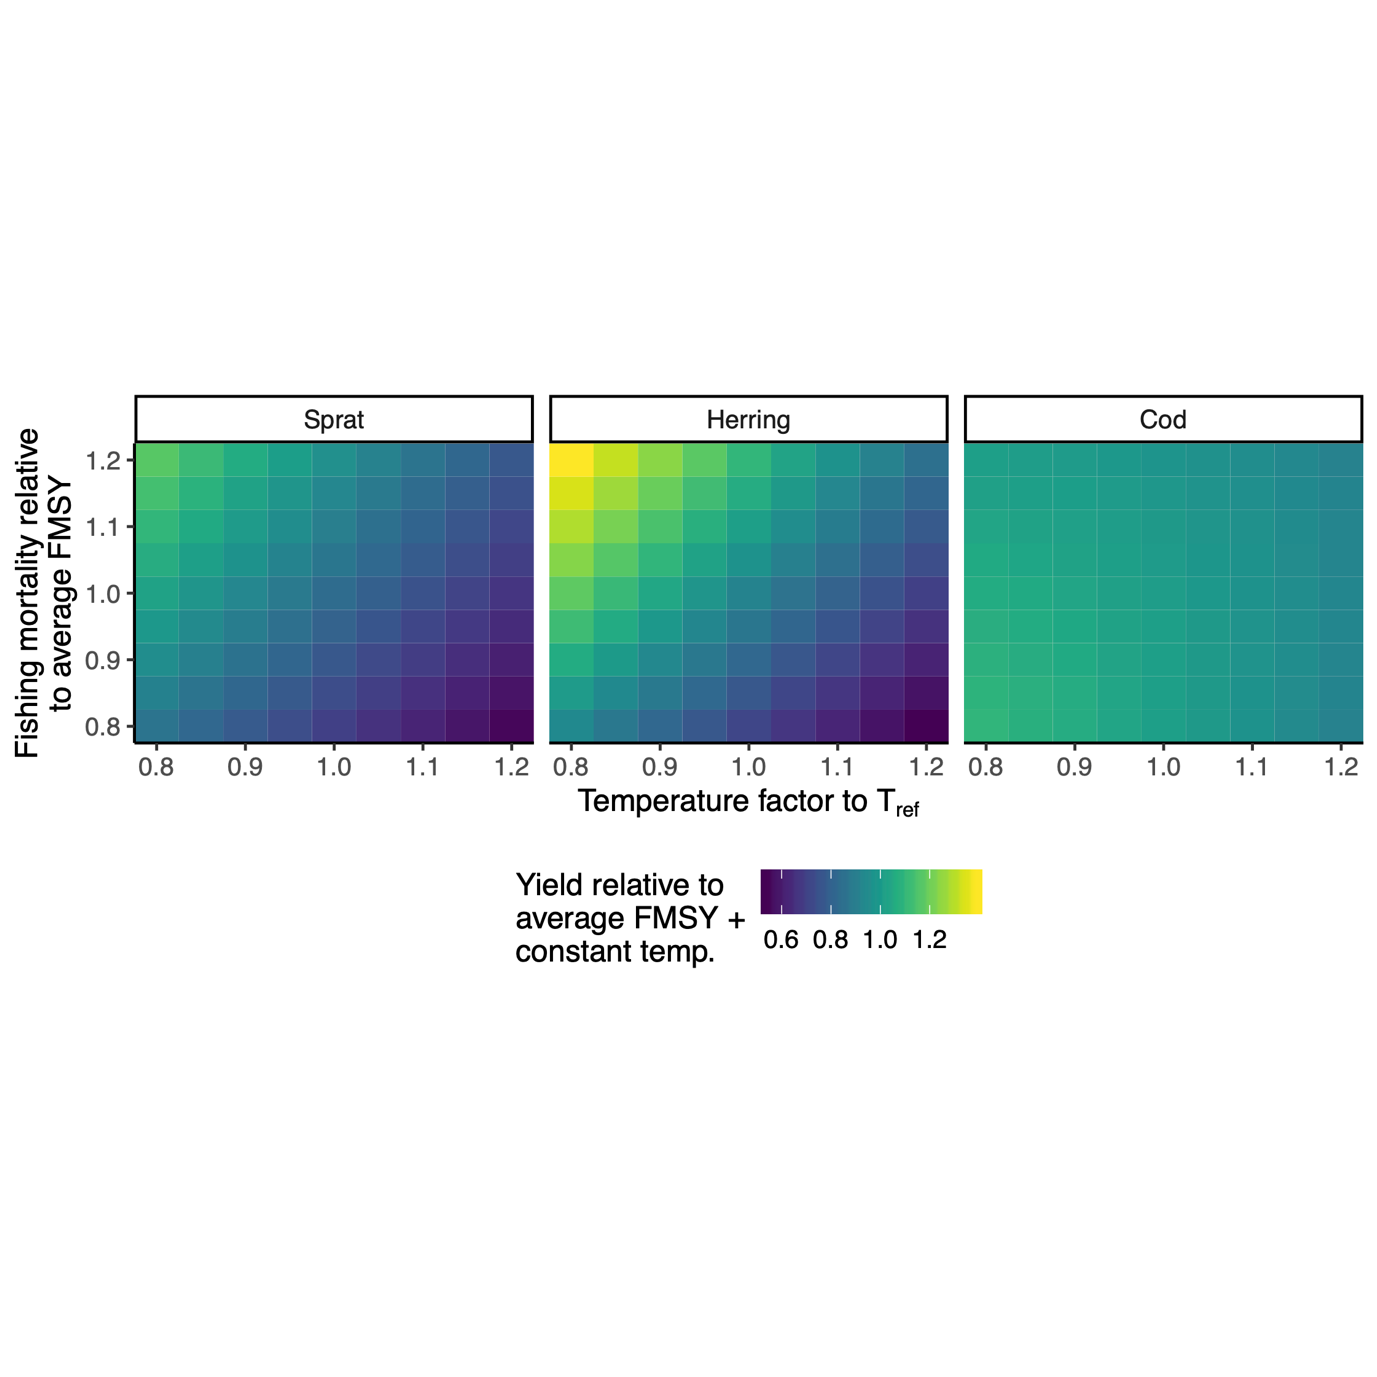 Sprat
Herring
Cod
Fishing mortality relative
to average FMSY
1.2
1.1
1.0
0.9
0.8
0.8 0.9 1.0 1.1 1.2
0.8 0.9 1.0 1.1 1.2
0.8 0.9 1.0 1.1 1.2
Temperature factor to Tref
Yield relative to
average FMSY +
constant temp.
0.6 0.8 1.0 1.2